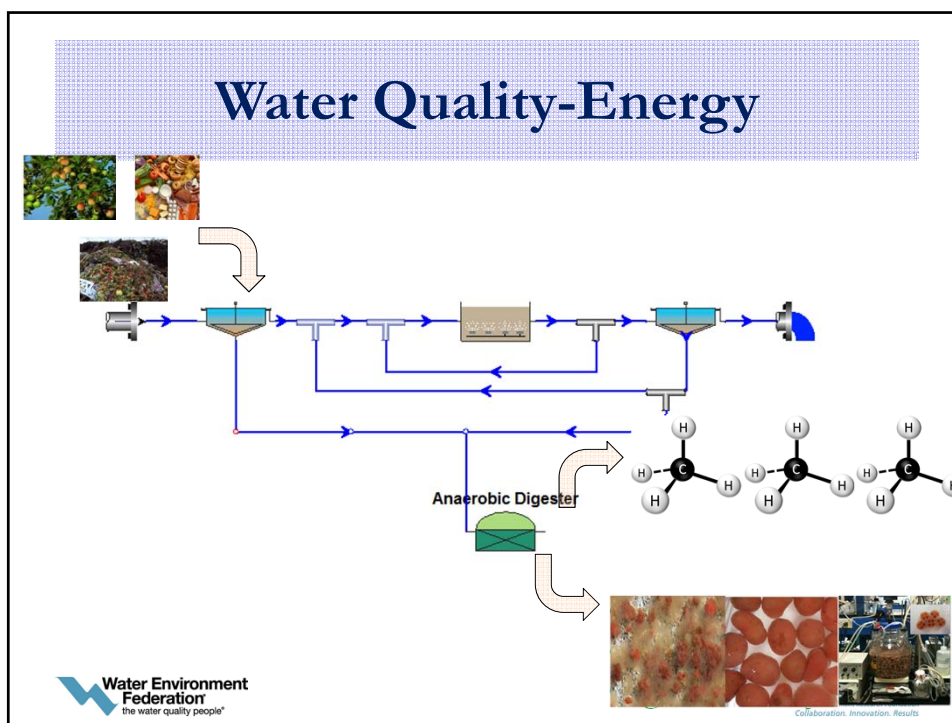 Water Quality-Energy
Anaerobic Digester
H
H
H
H
C
H
H
C
H
H
C
H
H
H
H
H
Water Environment
Federation
the water quality people®
Collaboration. Innovation. Results